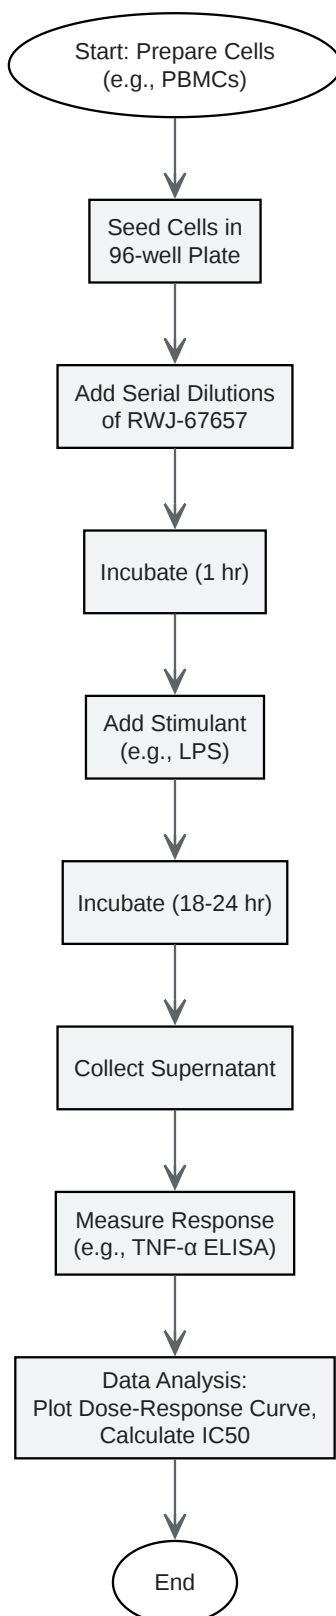 Start: Prepare Cells
(e.g., PBMCs)
Seed Cells in
96-well Plate
Add Serial Dilutions
of RWJ-67657
Incubate (1 hr)
Add Stimulant
(e.g., LPS)
Incubate (18-24 hr)
Collect Supernatant
Measure Response
(e.g., TNF-α ELISA)
Data Analysis:
Plot Dose-Response Curve,
Calculate IC50
End